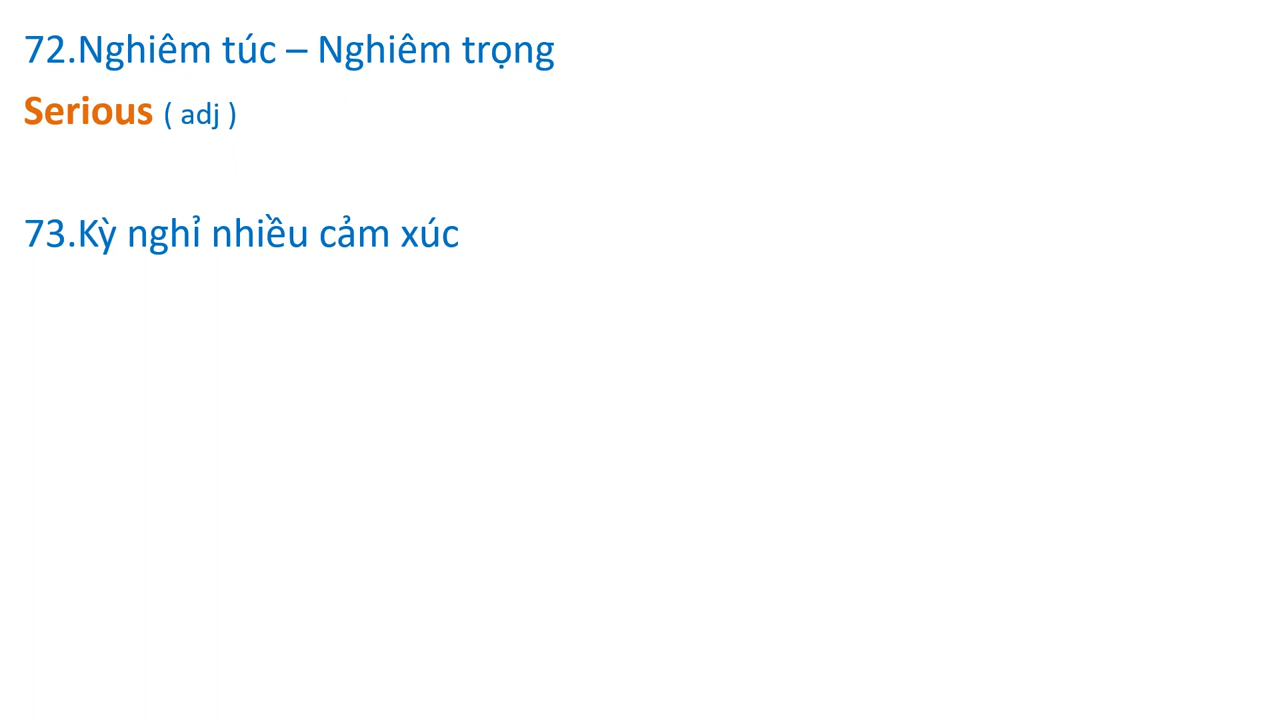 72.Nghiêm túc – Nghiêm trọng
Serious ( adj )
73.Kỳ nghỉ nhiều cảm xúc